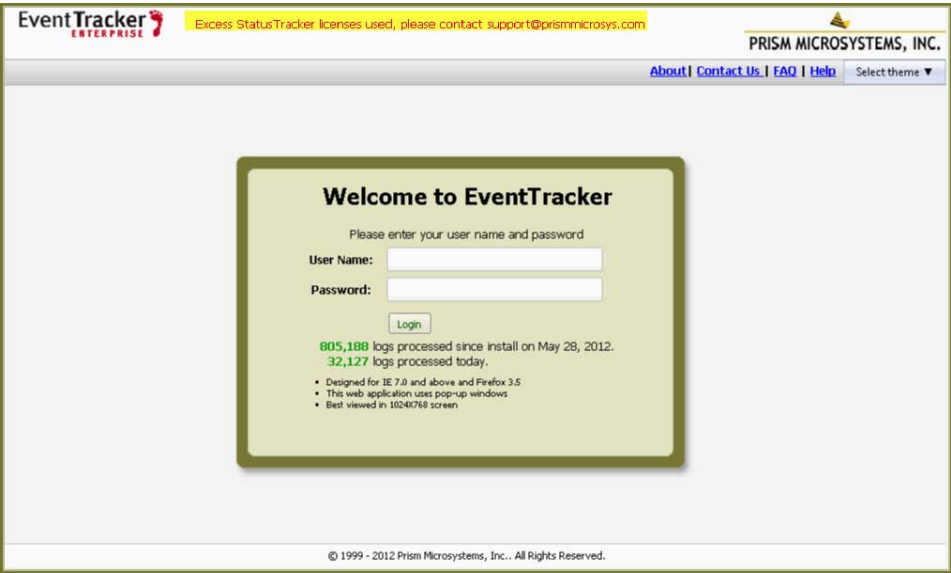 EventTracker
ENTERPRISE
Excess StatusTracker licenses used, please contact support@prismmicrosys.com
PRISM MICROSYSTEMS, INC.
About | Contact Us | FAQ | Help
Select theme ▼
Welcome to EventTracker
Please enter your user name and password
User Name:
Password:
Login
805,188 logs processed since install on May 28, 2012.
32,127 logs processed today.
▪ Designed for IE 7.0 and above and Firefox 3.5
▪ This web application uses pop-up windows
▪ Best viewed in 1024X768 screen
© 1999 - 2012 Prism Microsystems, Inc.. All Rights Reserved.